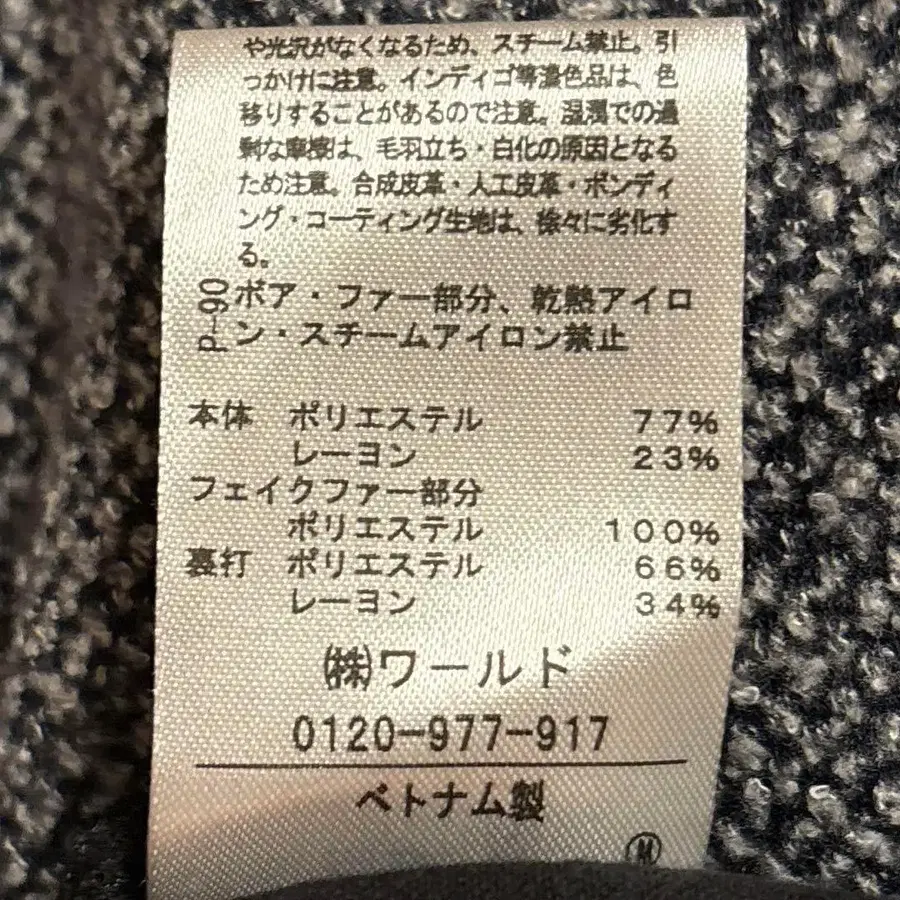 や光沢がなくなるため、スチーム禁止。引
っかけに注意。インディゴ等濃色品は、色
移りすることがあるので注意。湿潤での過
剰な摩擦は、毛羽立ち・白化の原因となる
ため注意。合成皮革・人工皮革・ボンディ
ング・コーティング生地は、徐々に劣化す
る。
P-90
ボア・ファー部分、乾熱アイロ
ン・スチームアイロン禁止
本体 ポリエステル 77%
レーヨン 23%
フェイクファー部分
ポリエステル 100%
裏打 ポリエステル 66%
レーヨン 34%
㈱ワールド
0120-977-917
ベトナム製
Ⓜ